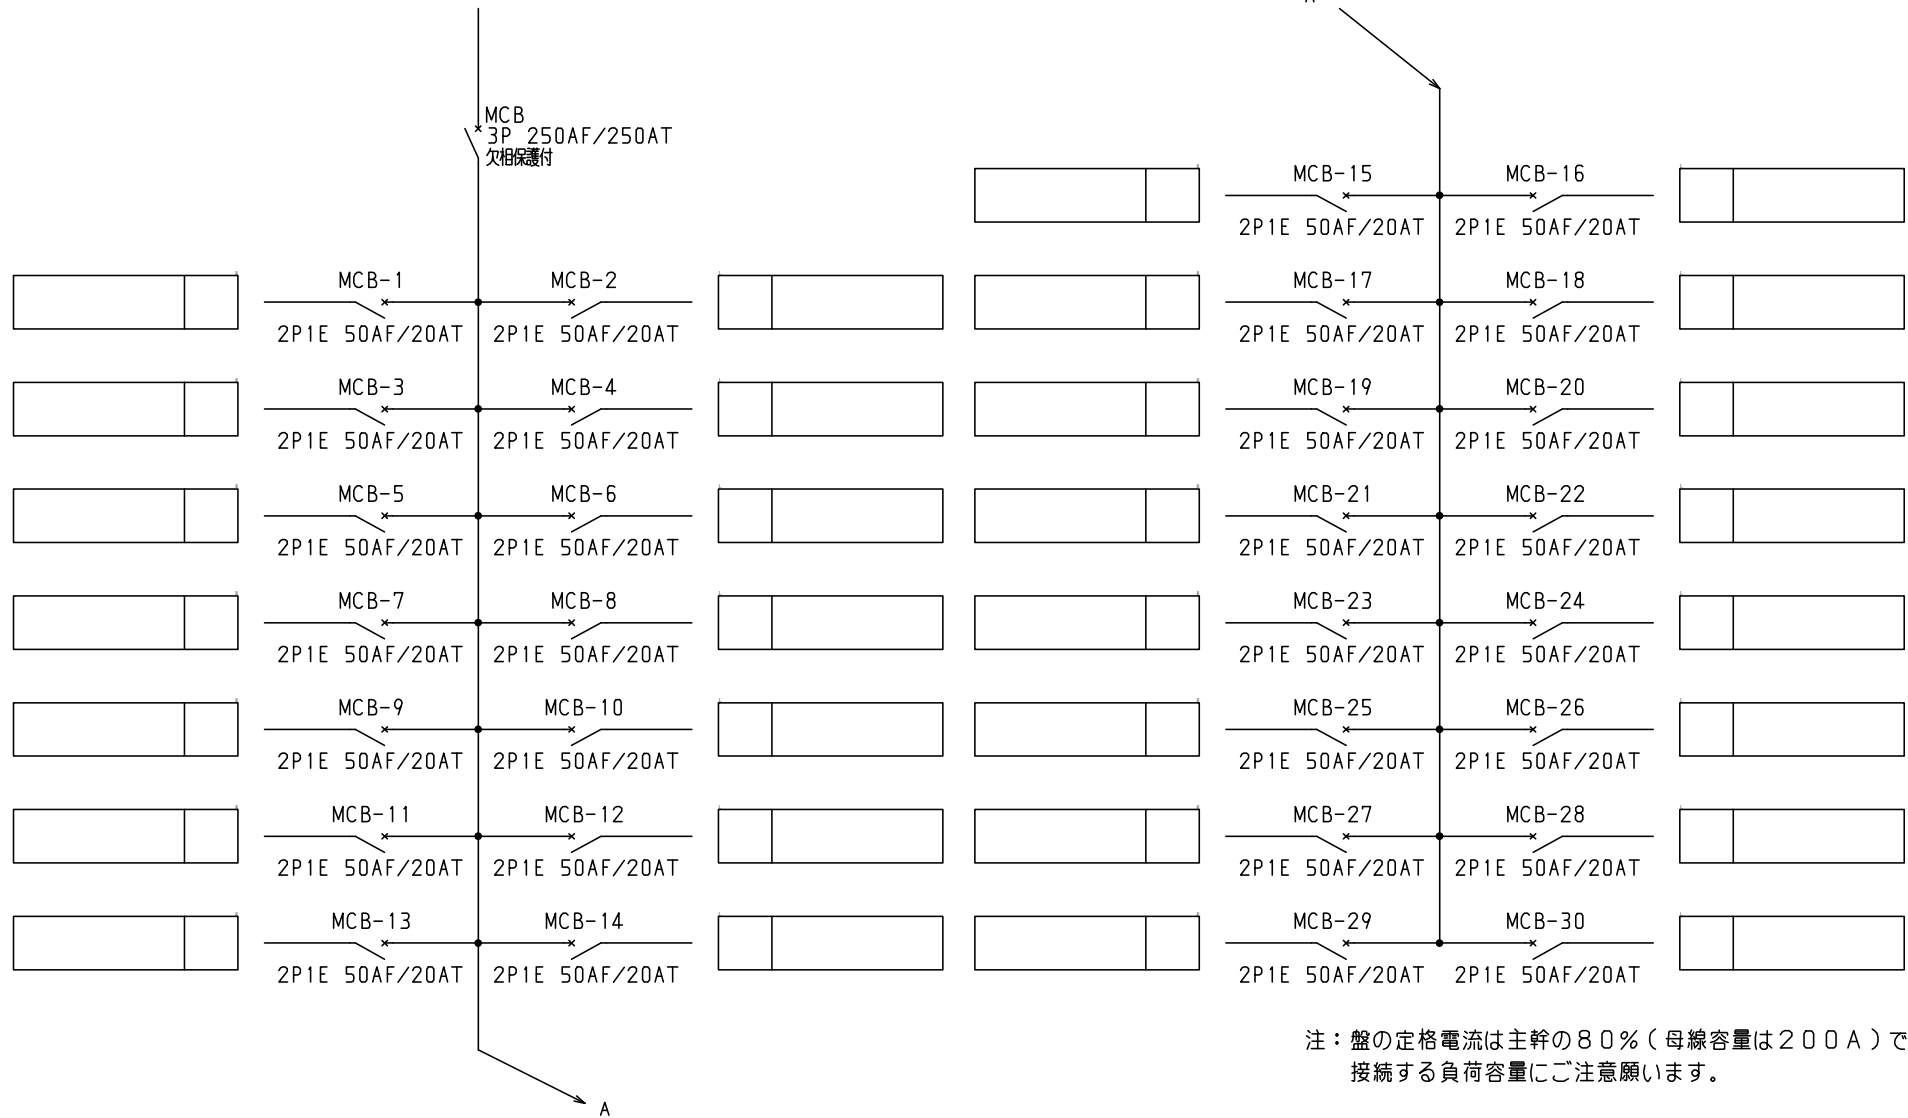 MCB
3P 250AF/250AT
欠相保護付
MCB-1 MCB-2
2P1E 50AF/20AT 2P1E 50AF/20AT
MCB-3 MCB-4
2P1E 50AF/20AT 2P1E 50AF/20AT
MCB-5 MCB-6
2P1E 50AF/20AT 2P1E 50AF/20AT
MCB-7 MCB-8
2P1E 50AF/20AT 2P1E 50AF/20AT
MCB-9 MCB-10
2P1E 50AF/20AT 2P1E 50AF/20AT
MCB-11 MCB-12
2P1E 50AF/20AT 2P1E 50AF/20AT
MCB-13 MCB-14
2P1E 50AF/20AT 2P1E 50AF/20AT
A
A
MCB-15 MCB-16
2P1E 50AF/20AT 2P1E 50AF/20AT
MCB-17 MCB-18
2P1E 50AF/20AT 2P1E 50AF/20AT
MCB-19 MCB-20
2P1E 50AF/20AT 2P1E 50AF/20AT
MCB-21 MCB-22
2P1E 50AF/20AT 2P1E 50AF/20AT
MCB-23 MCB-24
2P1E 50AF/20AT 2P1E 50AF/20AT
MCB-25 MCB-26
2P1E 50AF/20AT 2P1E 50AF/20AT
MCB-27 MCB-28
2P1E 50AF/20AT 2P1E 50AF/20AT
MCB-29 MCB-30
2P1E 50AF/20AT 2P1E 50AF/20AT
注：盤の定格電流は主幹の８０％（母線容量は２００Ａ）で
接続する負荷容量にご注意願います。